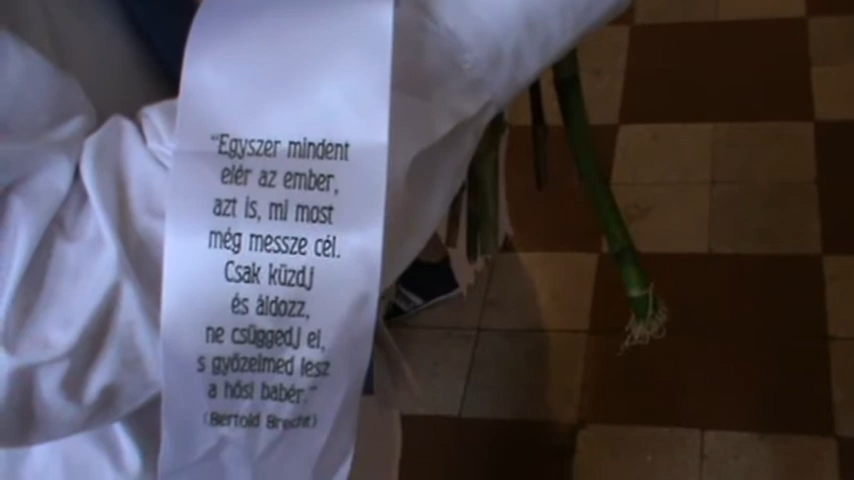 "Egyszer mindent
elér az ember,
azt is, mi most
még messze cél.
Csak küzdj
és áldozz,
ne csüggedj el,
s győzelmed lesz
a hősi babér."
(Bertold Brecht)